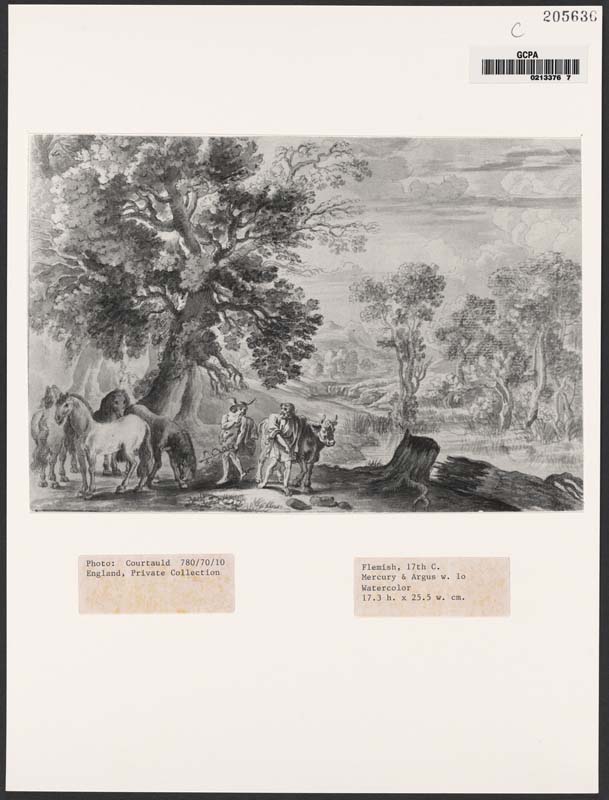 205636
C
GCPA
0213376 7
Photo: Courtauld 780/70/10
England, Private Collection
Flemish, 17th C.
Mercury & Argus w. Io
Watercolor
17.3 h. x 25.5 w. cm.